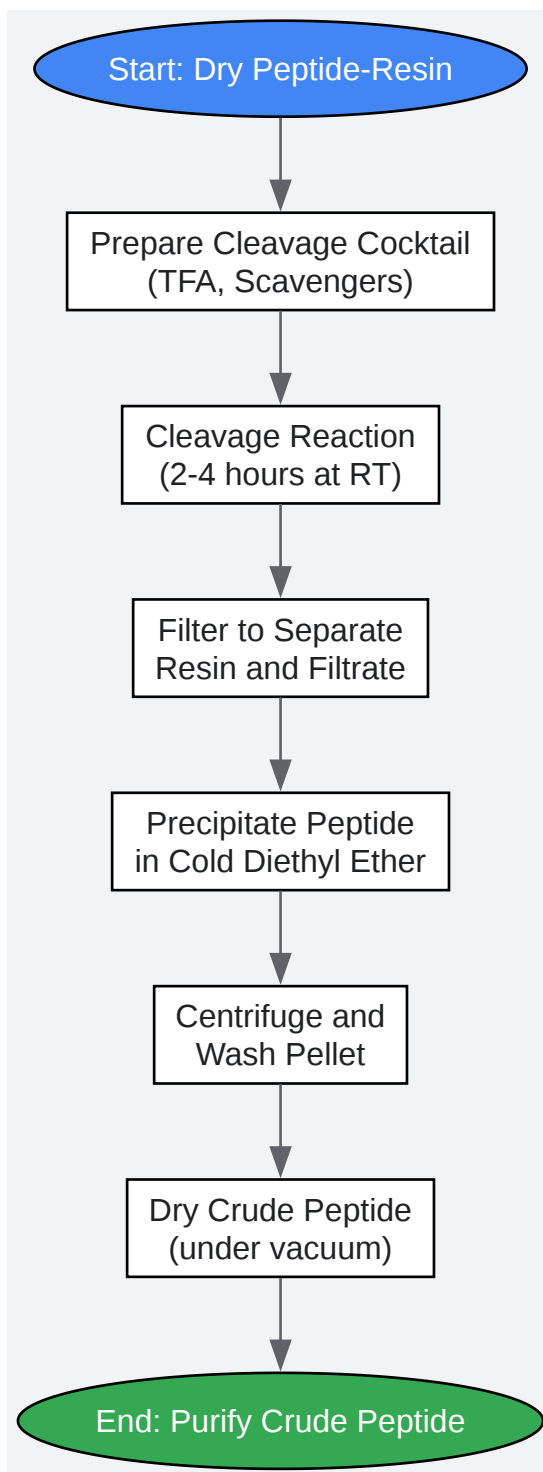 Start: Dry Peptide-Resin
Prepare Cleavage Cocktail
(TFA, Scavengers)
Cleavage Reaction
(2-4 hours at RT)
Filter to Separate
Resin and Filtrate
Precipitate Peptide
in Cold Diethyl Ether
Centrifuge and
Wash Pellet
Dry Crude Peptide
(under vacuum)
End: Purify Crude Peptide